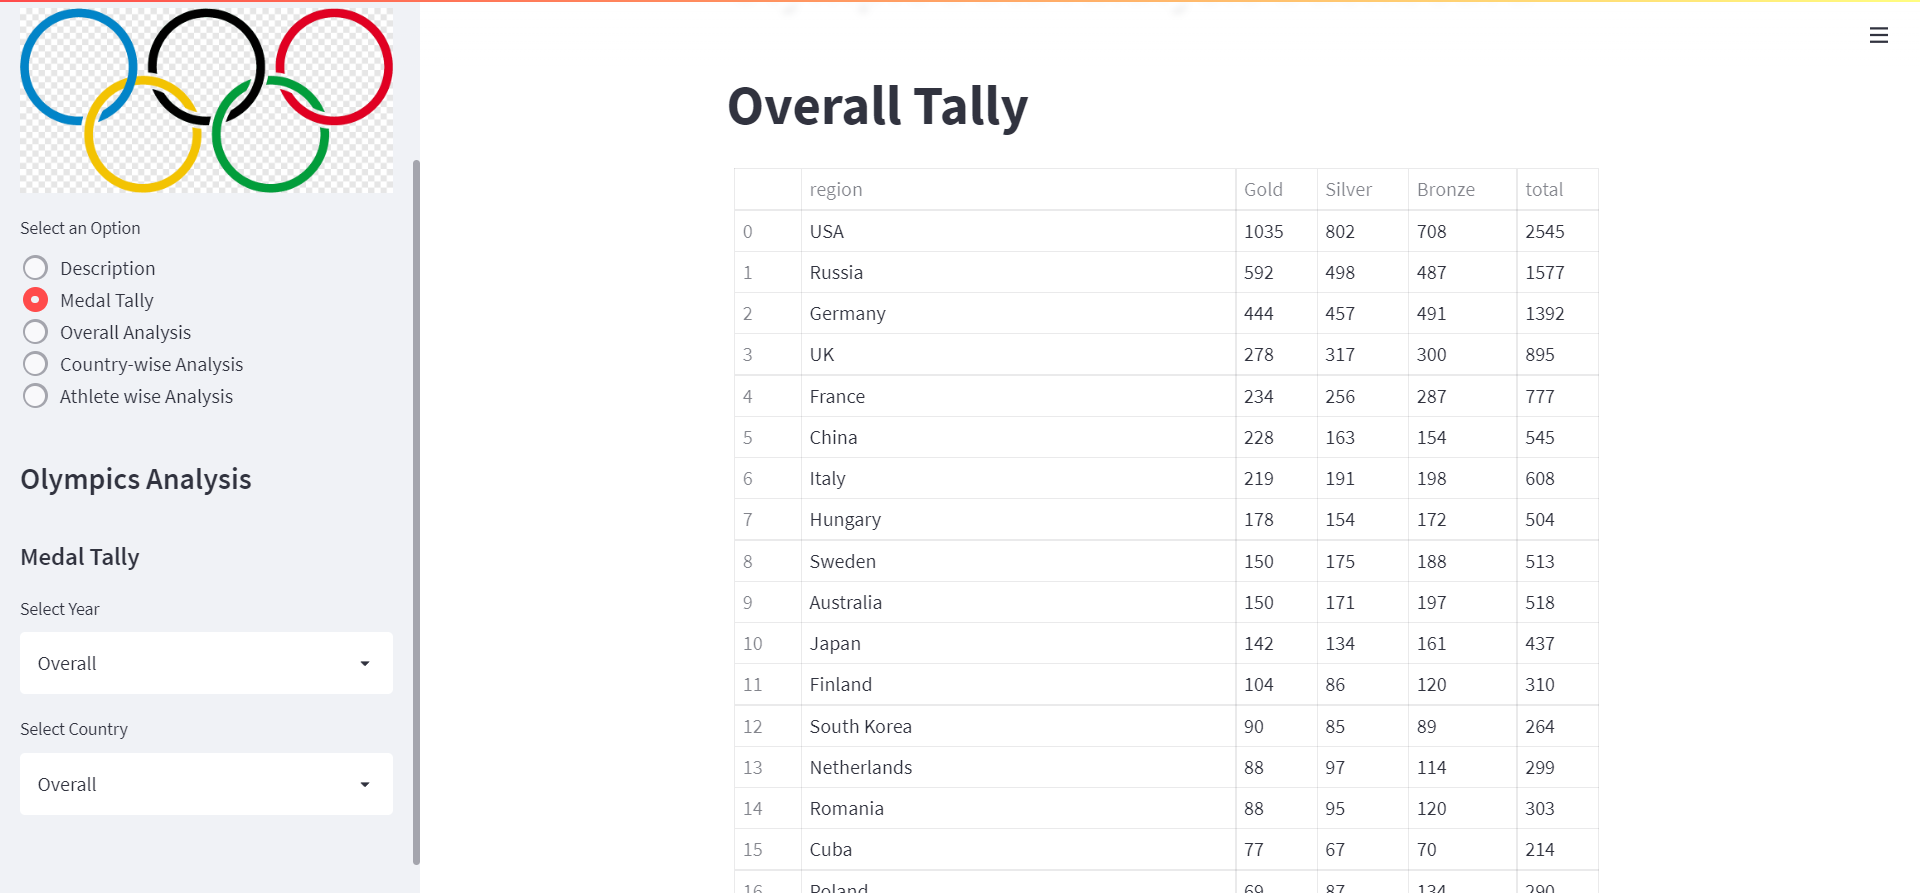 Select an Option
Description
Medal Tally
Overall Analysis
Country-wise Analysis
Athlete wise Analysis
Olympics Analysis
Medal Tally
Select Year
Overall
Select Country
Overall
Overall Tally
region Gold Silver Bronze total
0 USA 1035 802 708 2545
1 Russia 592 498 487 1577
2 Germany 444 457 491 1392
3 UK 278 317 300 895
4 France 234 256 287 777
5 China 228 163 154 545
6 Italy 219 191 198 608
7 Hungary 178 154 172 504
8 Sweden 150 175 188 513
9 Australia 150 171 197 518
10 Japan 142 134 161 437
11 Finland 104 86 120 310
12 South Korea 90 85 89 264
13 Netherlands 88 97 114 299
14 Romania 88 95 120 303
15 Cuba 77 67 70 214
16 Poland 69 87 134 290